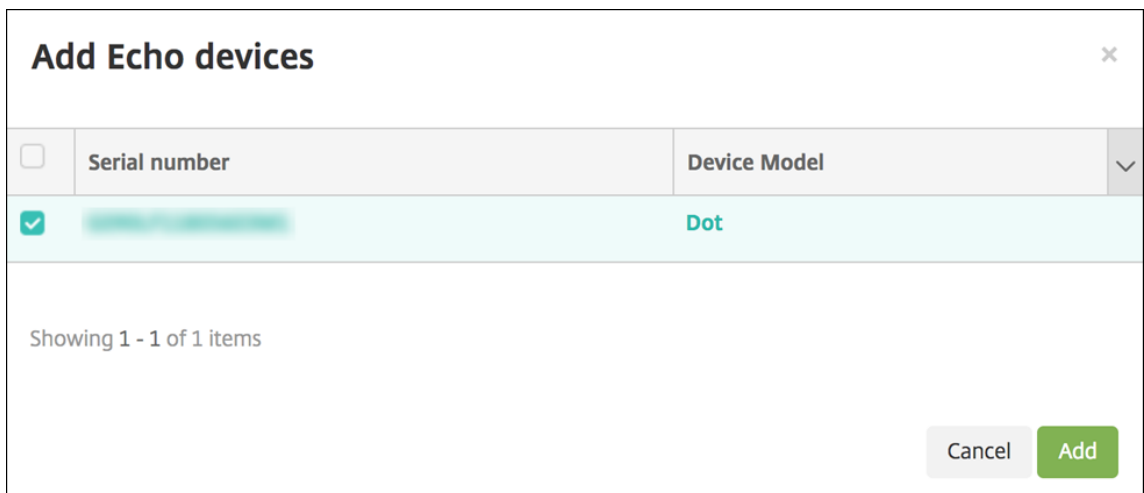 Add Echo devices
Serial number Device Model
Dot
Showing 1 - 1 of 1 items
Cancel Add